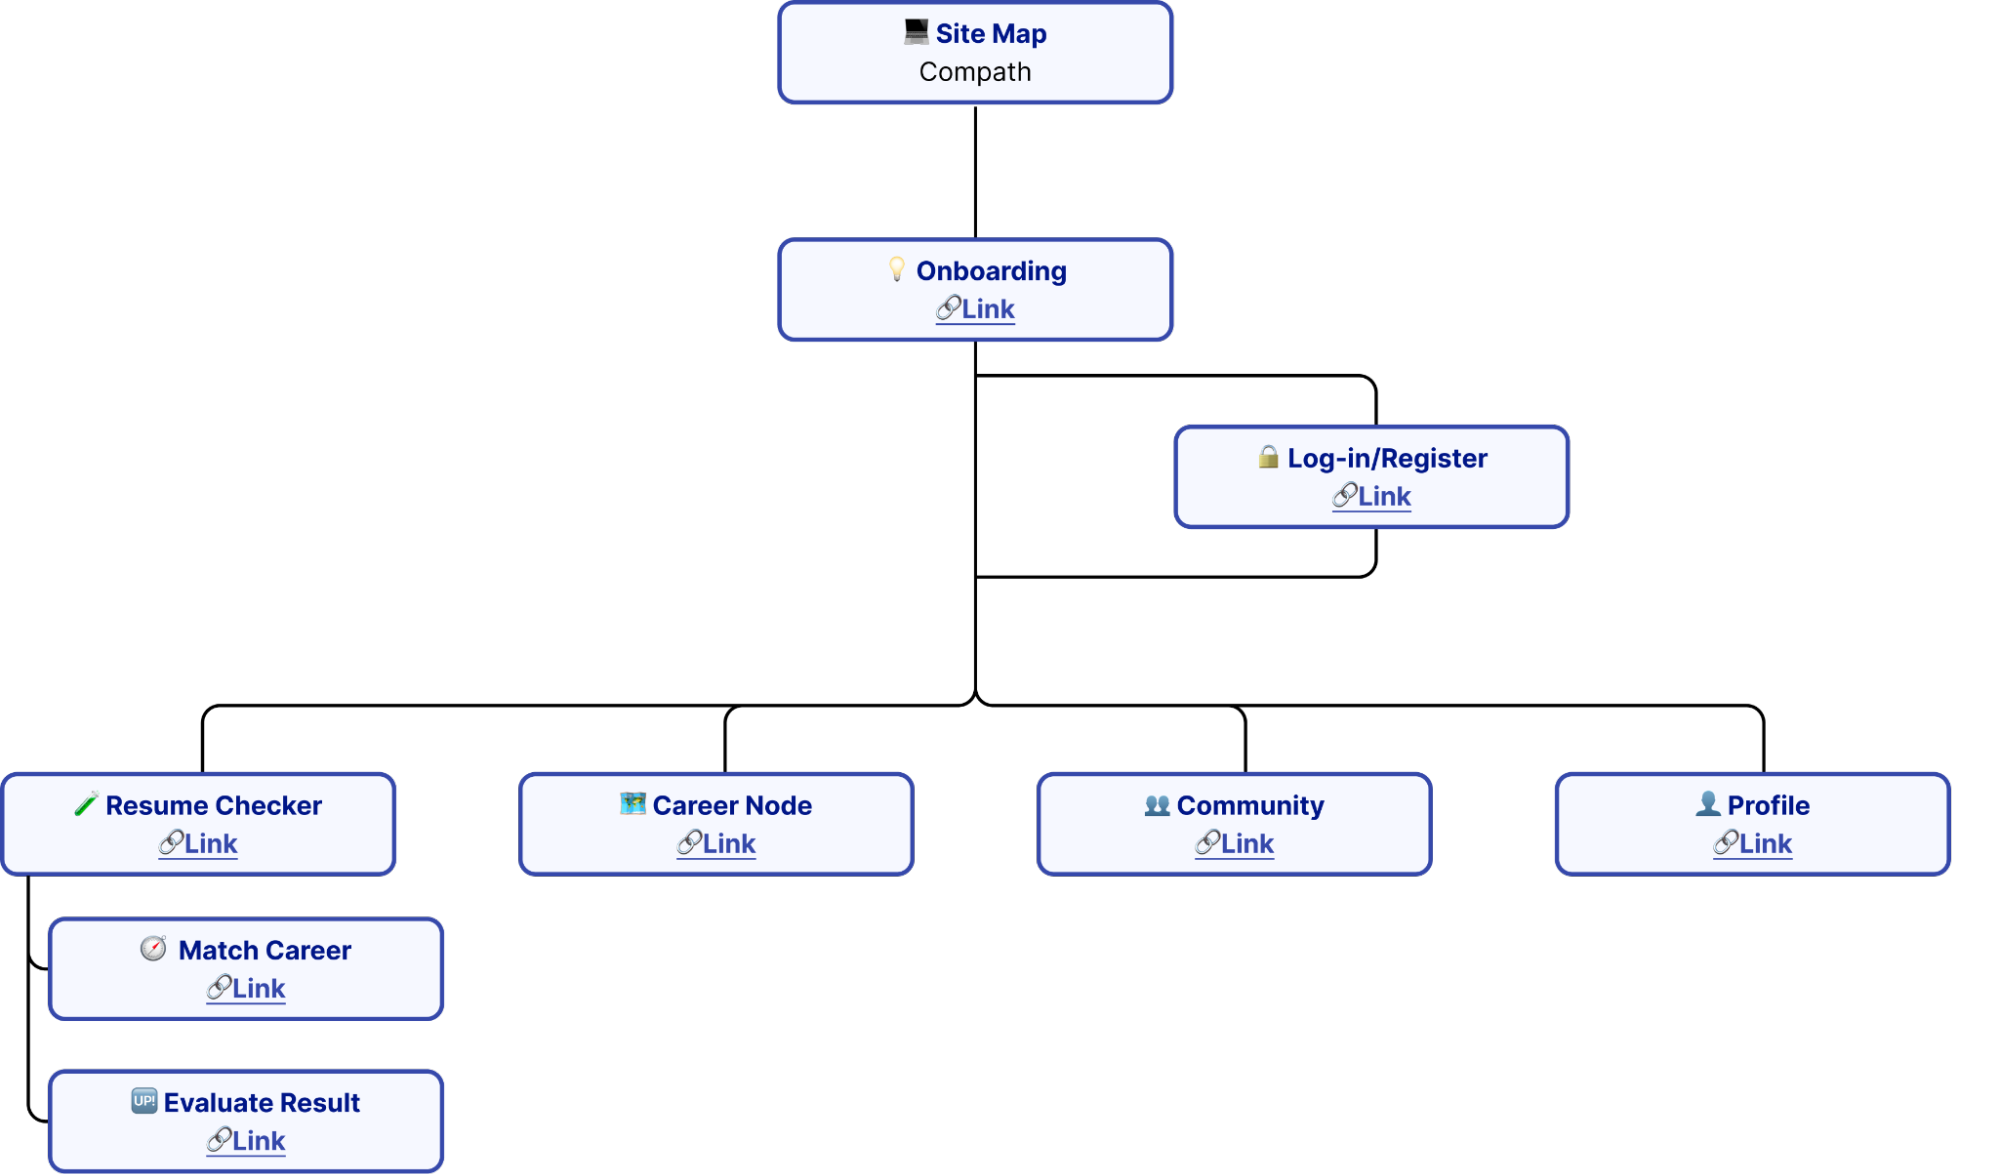 💻 Site Map
Compath
💡 Onboarding
🔗Link
🔒 Log-in/Register
🔗Link
🧪 Resume Checker
🔗Link
🗺️ Career Node
🔗Link
👥 Community
🔗Link
👤 Profile
🔗Link
🧭 Match Career
🔗Link
🆙 Evaluate Result
🔗Link